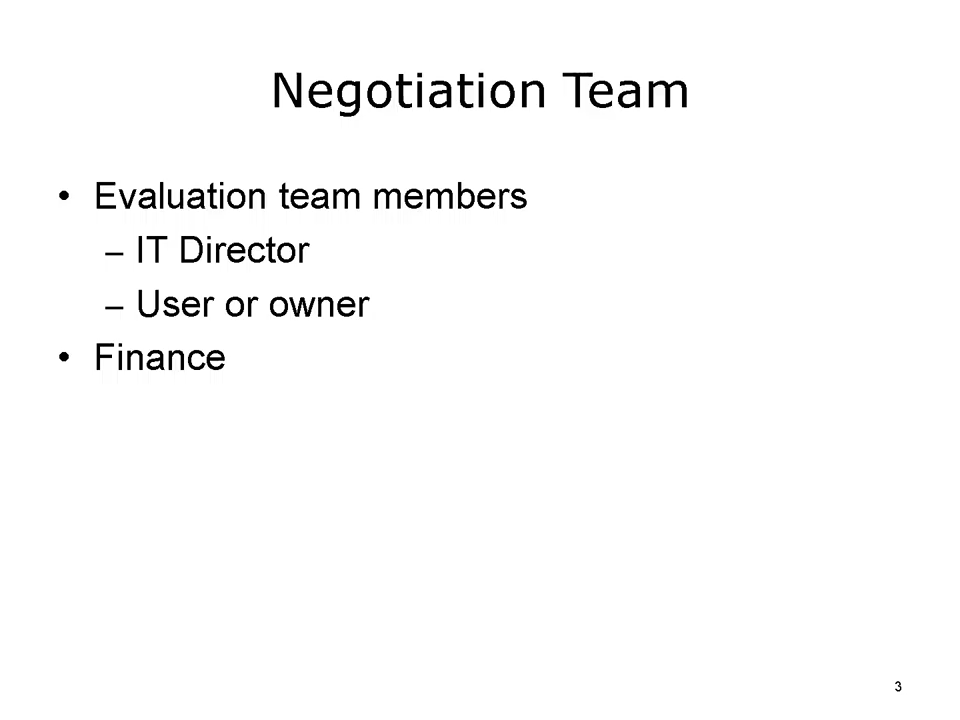 Negotiation Team
• Evaluation team members
– IT Director
– User or owner
• Finance
3